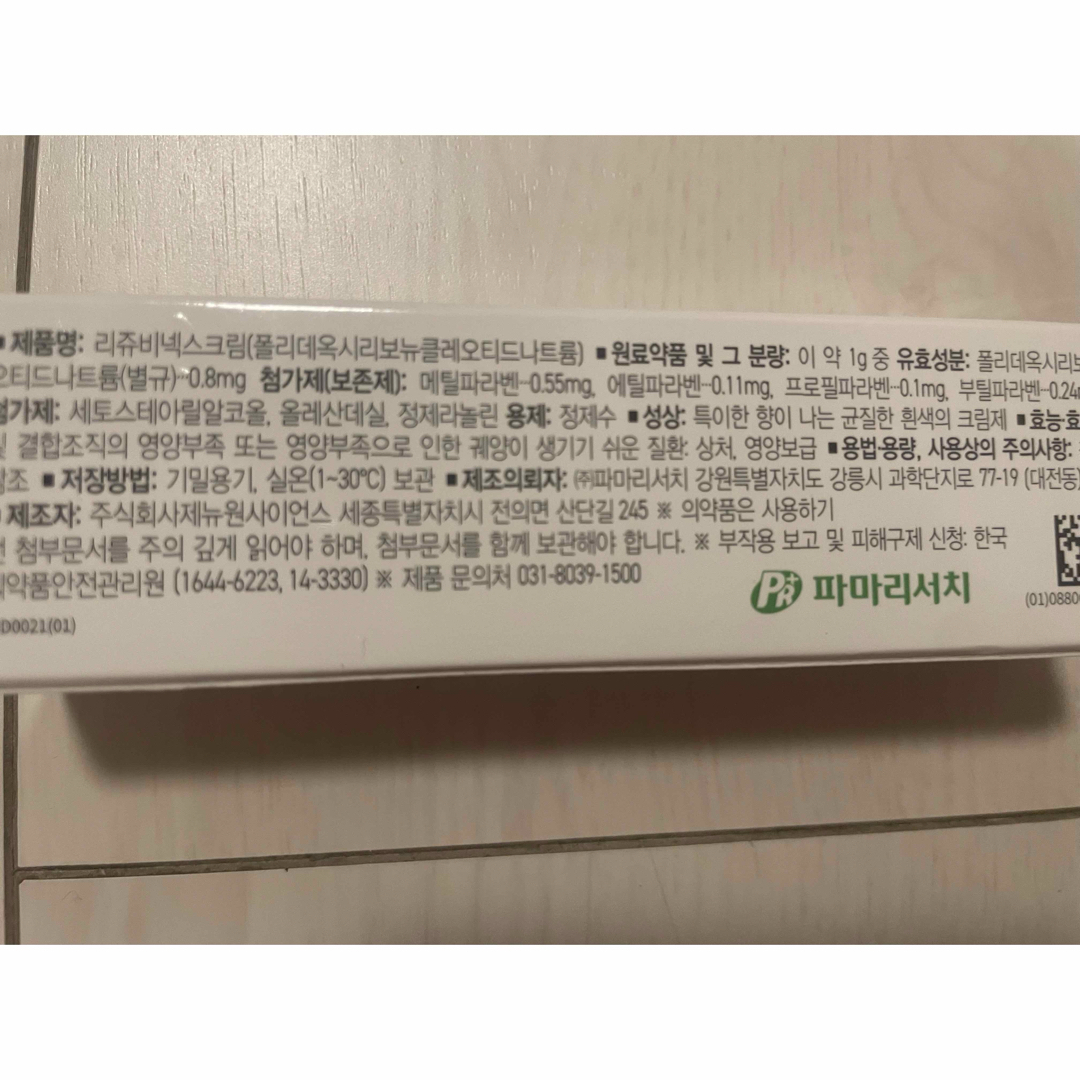 ■ 제품명: 리쥬비넥스크림(폴리데옥시리보뉴클레오티드나트륨) ■ 원료약품 및 그 분량: 이 약 1g 중 유효성분: 폴리데옥시리보
오티드나트륨(별규)··0.8mg 첨가제(보존제): 메틸파라벤··0.55mg, 에틸파라벤··0.11mg, 프로필파라벤··0.1mg, 부틸파라벤··0.24m
첨가제: 세토스테아릴알코올, 올레산데실, 정제라놀린 용제: 정제수 ■ 성상: 특이한 향이 나는 균질한 흰색의 크림제 ■ 효능·효
및 결합조직의 영양부족 또는 영양부족으로 인한 궤양이 생기기 쉬운 질환: 상처, 영양보급 ■ 용법·용량, 사용상의 주의사항:
참조 ■ 저장방법: 기밀용기, 실온(1~30℃) 보관 ■ 제조의뢰자: ㈜파마리서치 강원특별자치도 강릉시 과학단지로 77-19 (대전동)
■ 제조자: 주식회사제뉴원사이언스 세종특별자치시 전의면 산단길 245 ※ 의약품은 사용하기
전 첨부문서를 주의 깊게 읽어야 하며, 첨부문서를 함께 보관해야 합니다. ※ 부작용 보고 및 피해구제 신청: 한국
의약품안전관리원 (1644-6223, 14-3330) ※ 제품 문의처 031-8039-1500
PR 파마리서치
(01)0880
D0021(01)